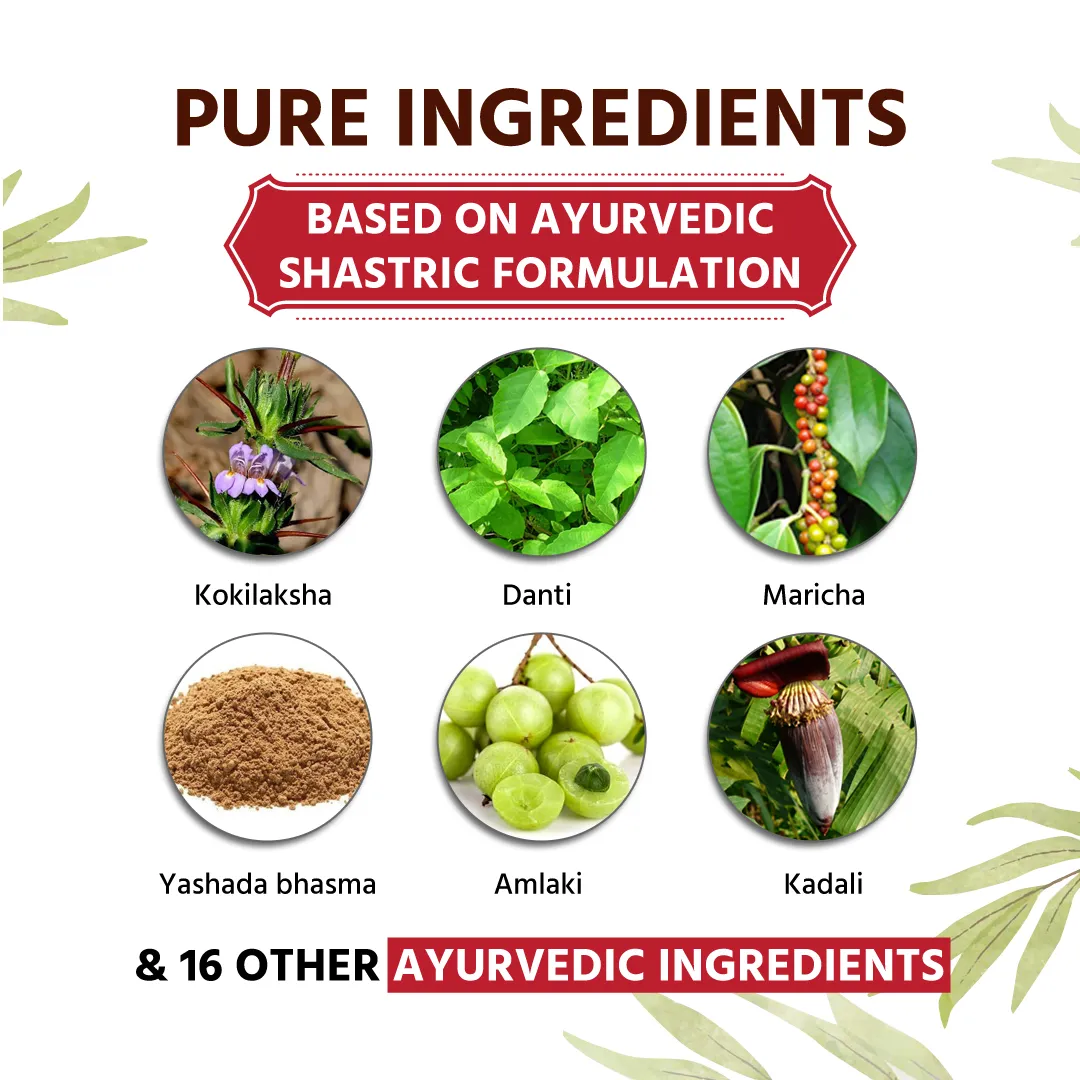 PURE INGREDIENTS
BASED ON AYURVEDIC
SHASTRIC FORMULATION
Kokilaksha
Danti
Maricha
Yashada bhasma
Amlaki
Kadali
& 16 OTHER AYURVEDIC INGREDIENTS